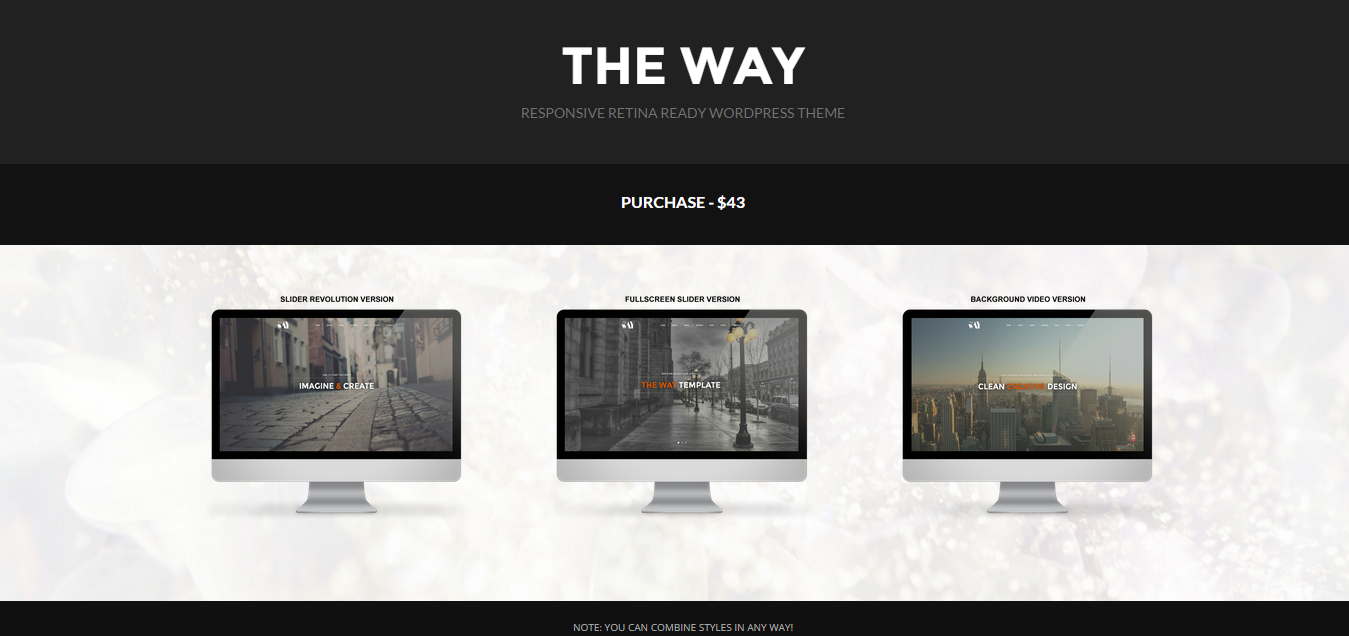 THE WAY
RESPONSIVE RETINA READY WORDPRESS THEME
PURCHASE - $43
SLIDER REVOLUTION VERSION
FULLSCREEN SLIDER VERSION
BACKGROUND VIDEO VERSION
IMAGINE & CREATE
THE WAY TEMPLATE
CLEAN CREATIVE DESIGN
NOTE: YOU CAN COMBINE STYLES IN ANY WAY!